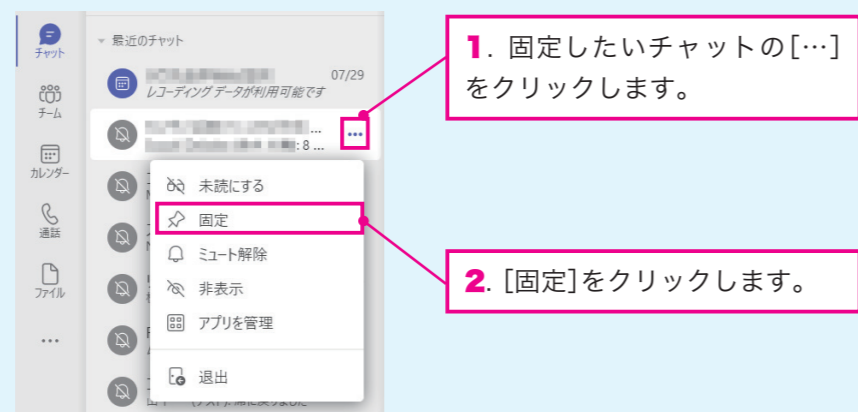 チャット
チーム
カレンダー
通話
ファイル
…
最近のチャット
07/29
レコーディング データが利用可能です
...
: 8 ...
…
未読にする
固定
ミュート解除
非表示
アプリを管理
退出
1. 固定したいチャットの[…]
をクリックします。
2. [固定]をクリックします。